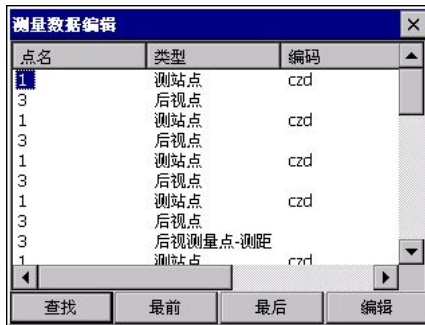 测量数据编辑
点名 类型 编码
1 测站点 czd
3 后视点
1 测站点 czd
3 后视点
1 测站点 czd
3 后视点
1 测站点 czd
3 后视点
3 后视测量点-测距
1 测站点 czd
查找 最前 最后 编辑